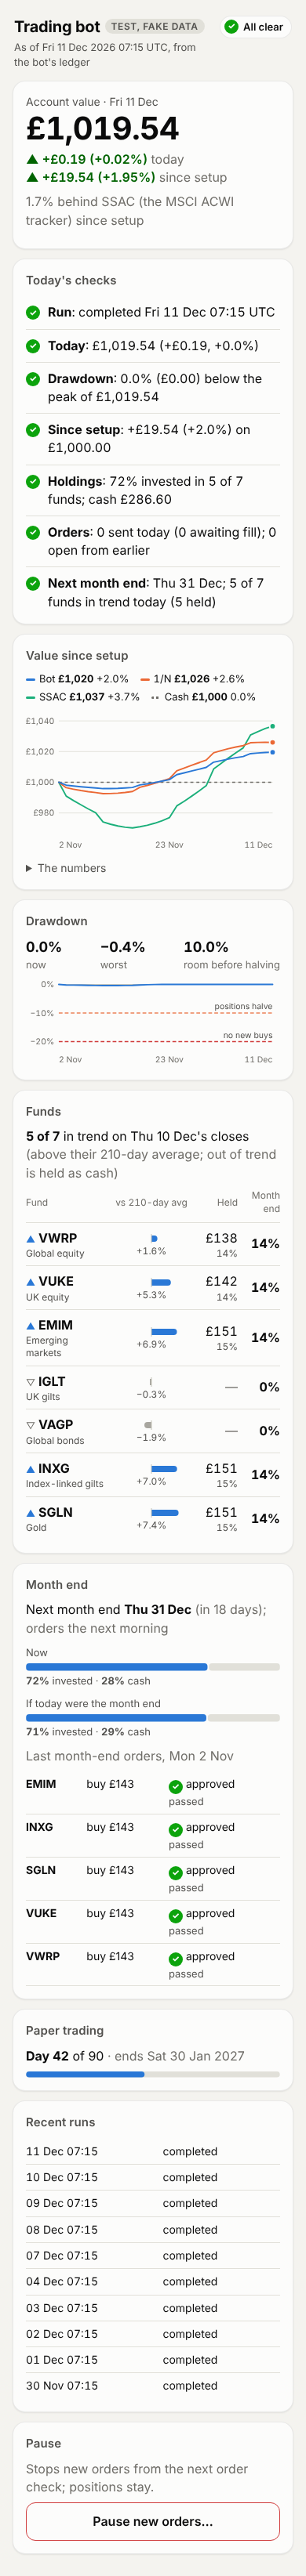 Trading bot TEST, FAKE DATA
All clear
As of Fri 11 Dec 2026 07:15 UTC, from
the bot's ledger
Account value · Fri 11 Dec
£1,019.54
▲ +£0.19 (+0.02%) today
▲ +£19.54 (+1.95%) since setup
1.7% behind SSAC (the MSCI ACWI
tracker) since setup
Today's checks
Run: completed Fri 11 Dec 07:15 UTC
Today: £1,019.54 (+£0.19, +0.0%)
Drawdown: 0.0% (£0.00) below the
peak of £1,019.54
Since setup: +£19.54 (+2.0%) on
£1,000.00
Holdings: 72% invested in 5 of 7
funds; cash £286.60
Orders: 0 sent today (0 awaiting fill); 0
open from earlier
Next month end: Thu 31 Dec; 5 of 7
funds in trend today (5 held)
Value since setup
Bot £1,020 +2.0% 1/N £1,026 +2.6%
SSAC £1,037 +3.7% Cash £1,000 0.0%
£1,040
£1,020
£1,000
£980
2 Nov 23 Nov 11 Dec
▶ The numbers
Drawdown
0.0% −0.4% 10.0%
now worst room before halving
0%
positions halve
−10%
no new buys
−20%
2 Nov 23 Nov 11 Dec
Funds
5 of 7 in trend on Thu 10 Dec's closes
(above their 210-day average; out of trend
is held as cash)
Fund vs 210-day avg Held Month
end
▲ VWRP £138 14%
Global equity +1.6% 14%
▲ VUKE £142 14%
UK equity +5.3% 14%
▲ EMIM £151 14%
Emerging
markets +6.9% 15%
▽ IGLT — 0%
UK gilts −0.3%
▽ VAGP — 0%
Global bonds −1.9%
▲ INXG £151 14%
Index-linked gilts +7.0% 15%
▲ SGLN £151 14%
Gold +7.4% 15%
Month end
Next month end Thu 31 Dec (in 18 days);
orders the next morning
Now
72% invested · 28% cash
If today were the month end
71% invested · 29% cash
Last month-end orders, Mon 2 Nov
EMIM buy £143 approved
passed
INXG buy £143 approved
passed
SGLN buy £143 approved
passed
VUKE buy £143 approved
passed
VWRP buy £143 approved
passed
Paper trading
Day 42 of 90 · ends Sat 30 Jan 2027
Recent runs
11 Dec 07:15 completed
10 Dec 07:15 completed
09 Dec 07:15 completed
08 Dec 07:15 completed
07 Dec 07:15 completed
04 Dec 07:15 completed
03 Dec 07:15 completed
02 Dec 07:15 completed
01 Dec 07:15 completed
30 Nov 07:15 completed
Pause
Stops new orders from the next order
check; positions stay.
Pause new orders...